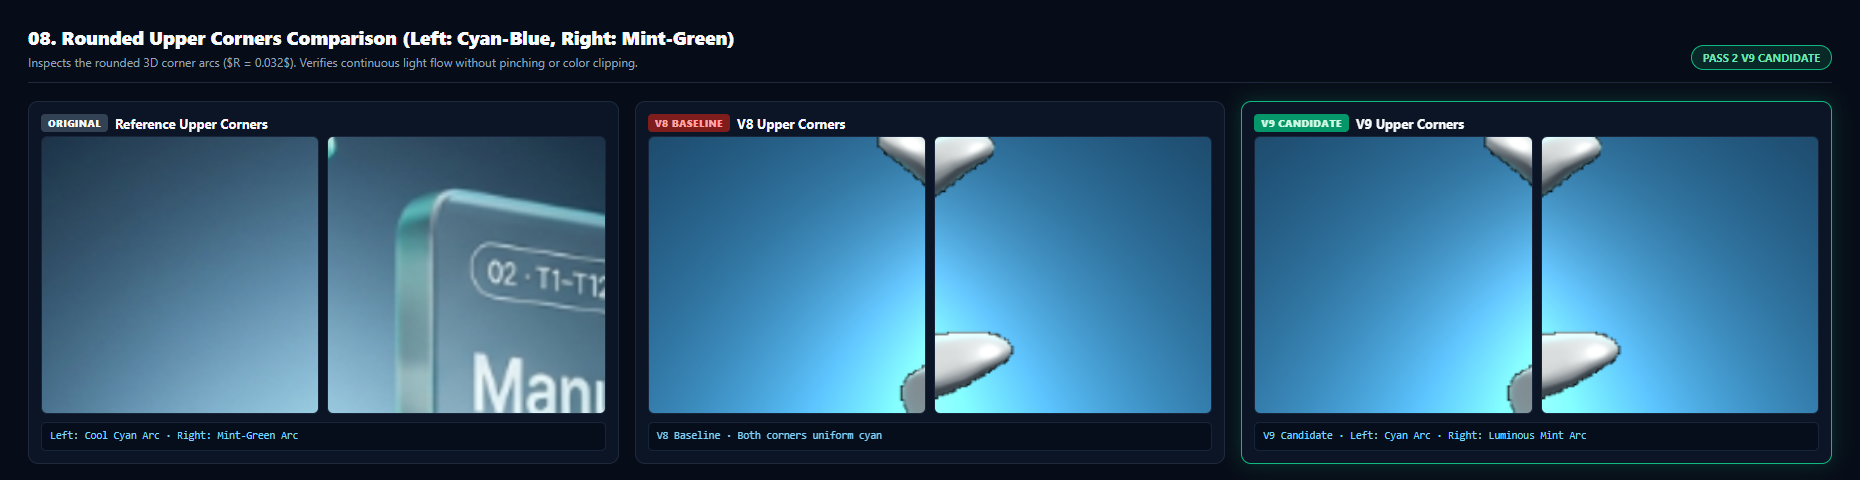 08. Rounded Upper Corners Comparison (Left: Cyan-Blue, Right: Mint-Green)
Inspects the rounded 3D corner arcs ($R = 0.032$). Verifies continuous light flow without pinching or color clipping.
PASS 2 V9 CANDIDATE
ORIGINAL Reference Upper Corners
02 · T1-T12
Man
Left: Cool Cyan Arc · Right: Mint-Green Arc
V8 BASELINE V8 Upper Corners
V8 Baseline · Both corners uniform cyan
V9 CANDIDATE V9 Upper Corners
V9 Candidate · Left: Cyan Arc · Right: Luminous Mint Arc